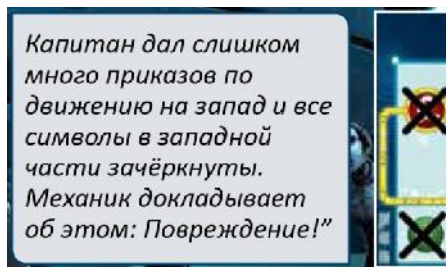 Капитан дал слишком
много приказов по
движению на запад и все
символы в западной
части зачёркнуты.
Механик докладывает
об этом: Повреждение!”